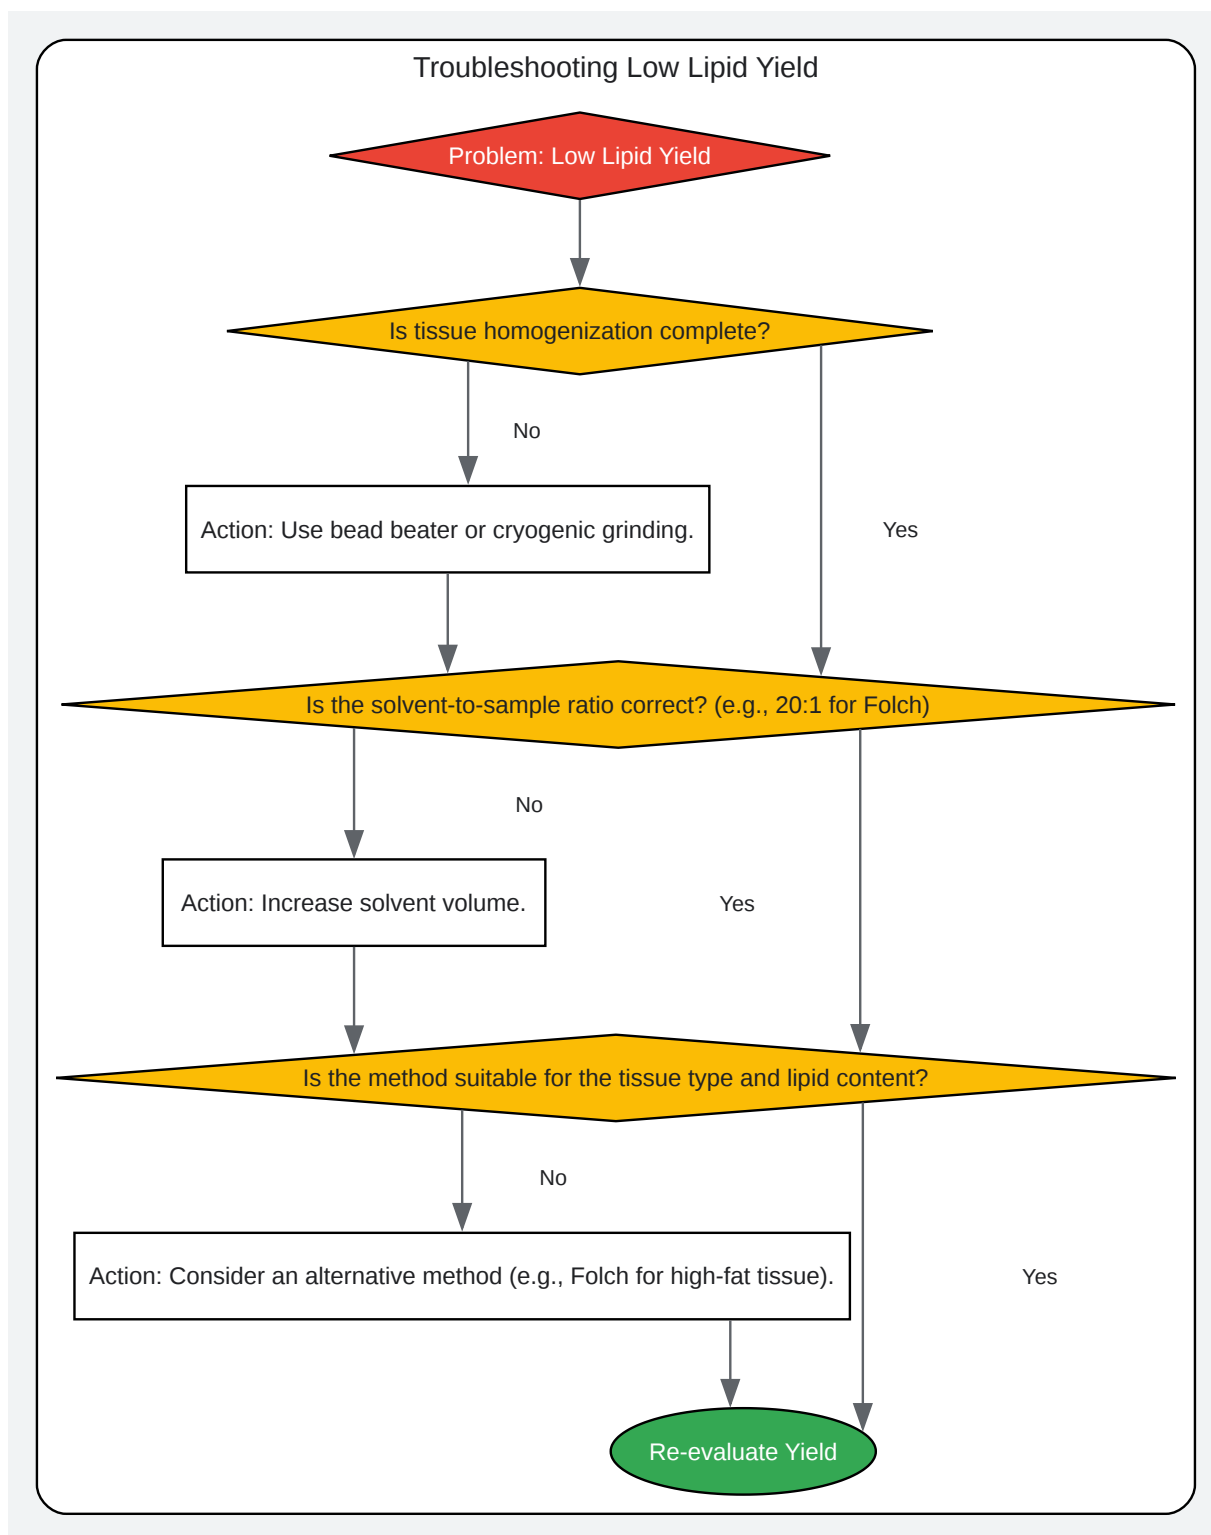 Troubleshooting Low Lipid Yield
Problem: Low Lipid Yield
Is tissue homogenization complete?
No
Action: Use bead beater or cryogenic grinding.
Yes
Is the solvent-to-sample ratio correct? (e.g., 20:1 for Folch)
No
Action: Increase solvent volume.
Yes
Is the method suitable for the tissue type and lipid content?
No
Action: Consider an alternative method (e.g., Folch for high-fat tissue).
Yes
Re-evaluate Yield